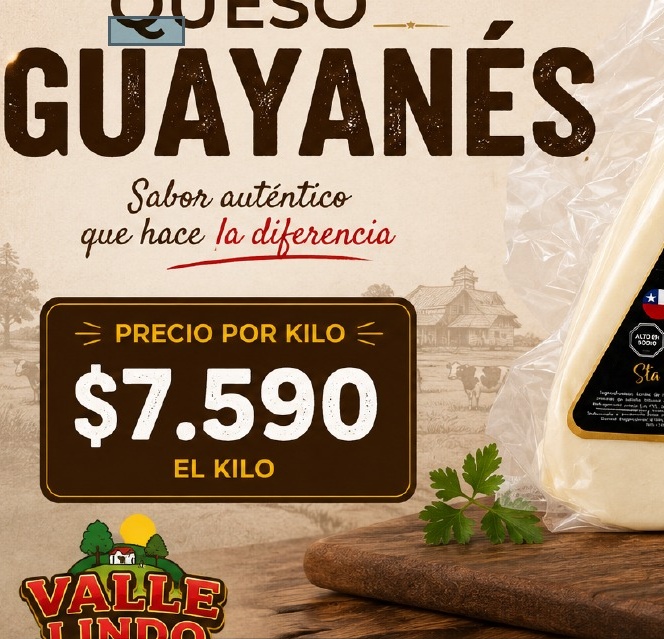 QUESO
GUAYANÉS
Sabor auténtico
que hace la diferencia
PRECIO POR KILO
$7.590
EL KILO
ALTO EN
SODIO
Sta
VALLE
LINDO